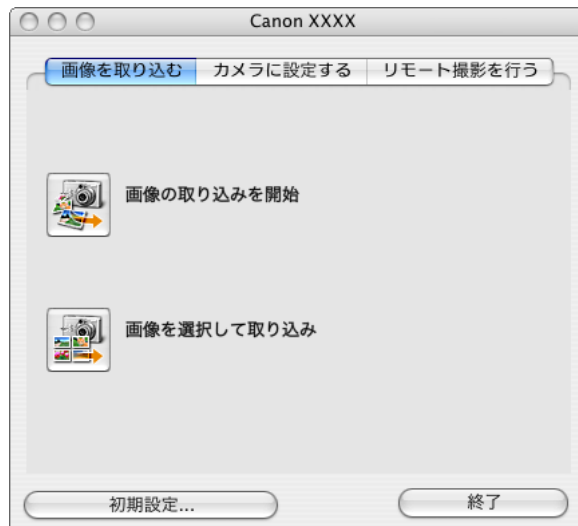 Canon XXXX
画像を取り込む カメラに設定する リモート撮影を行う
画像の取り込みを開始
画像を選択して取り込み
初期設定... 終了